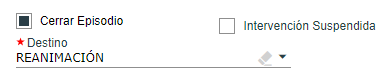 Cerrar Episodio
Intervención Suspendida
★ Destino
REANIMACIÓN